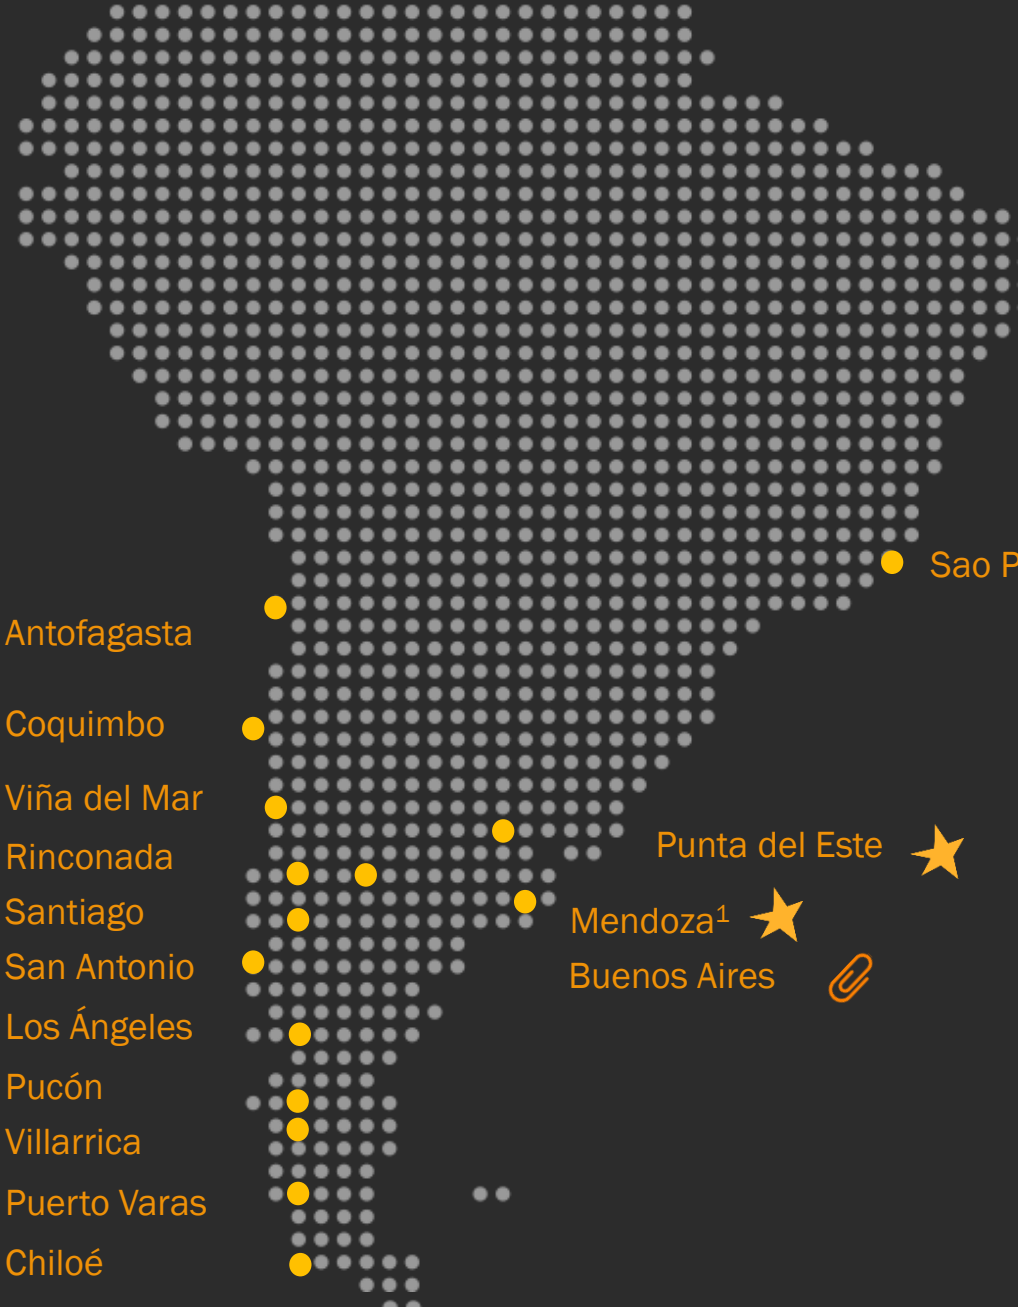 Sao P
Antofagasta
Coquimbo
Viña del Mar
Rinconada
Punta del Este
Santiago
Mendoza¹
San Antonio
Buenos Aires
Los Ángeles
Pucón
Villarrica
Puerto Varas
Chiloé